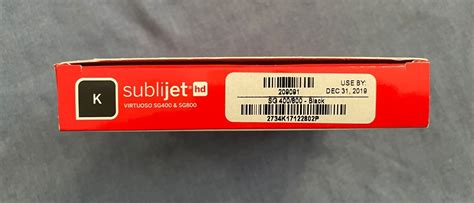 K
sublijet hd
VIRTUOSO SG400 & SG800
209091
USE BY:
DEC 31, 2019
SG 400/800 - Black
2734K17122802P